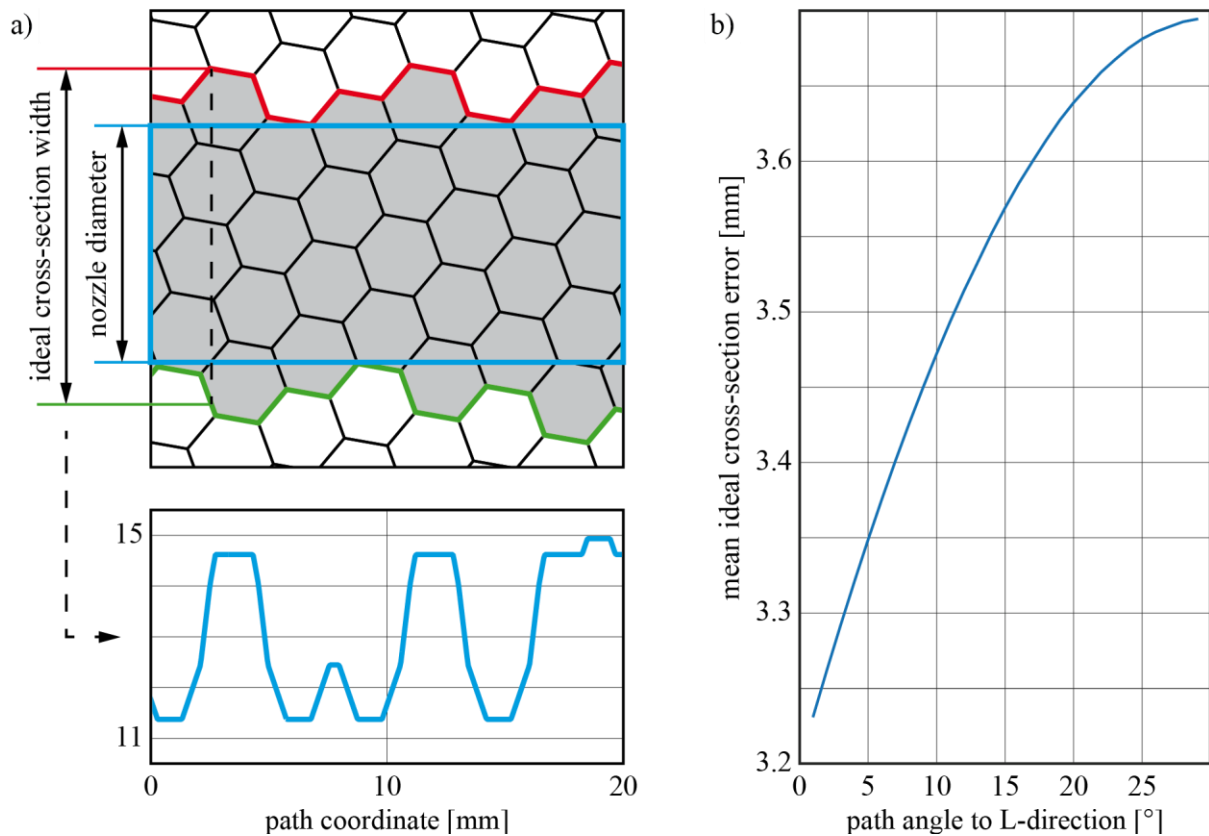 a)
ideal cross-section width
nozzle diameter
15
11
0
10
20
path coordinate [mm]
b)
mean ideal cross-section error [mm]
3.6
3.5
3.4
3.3
3.2
0
5
10
15
20
25
path angle to L-direction [°]